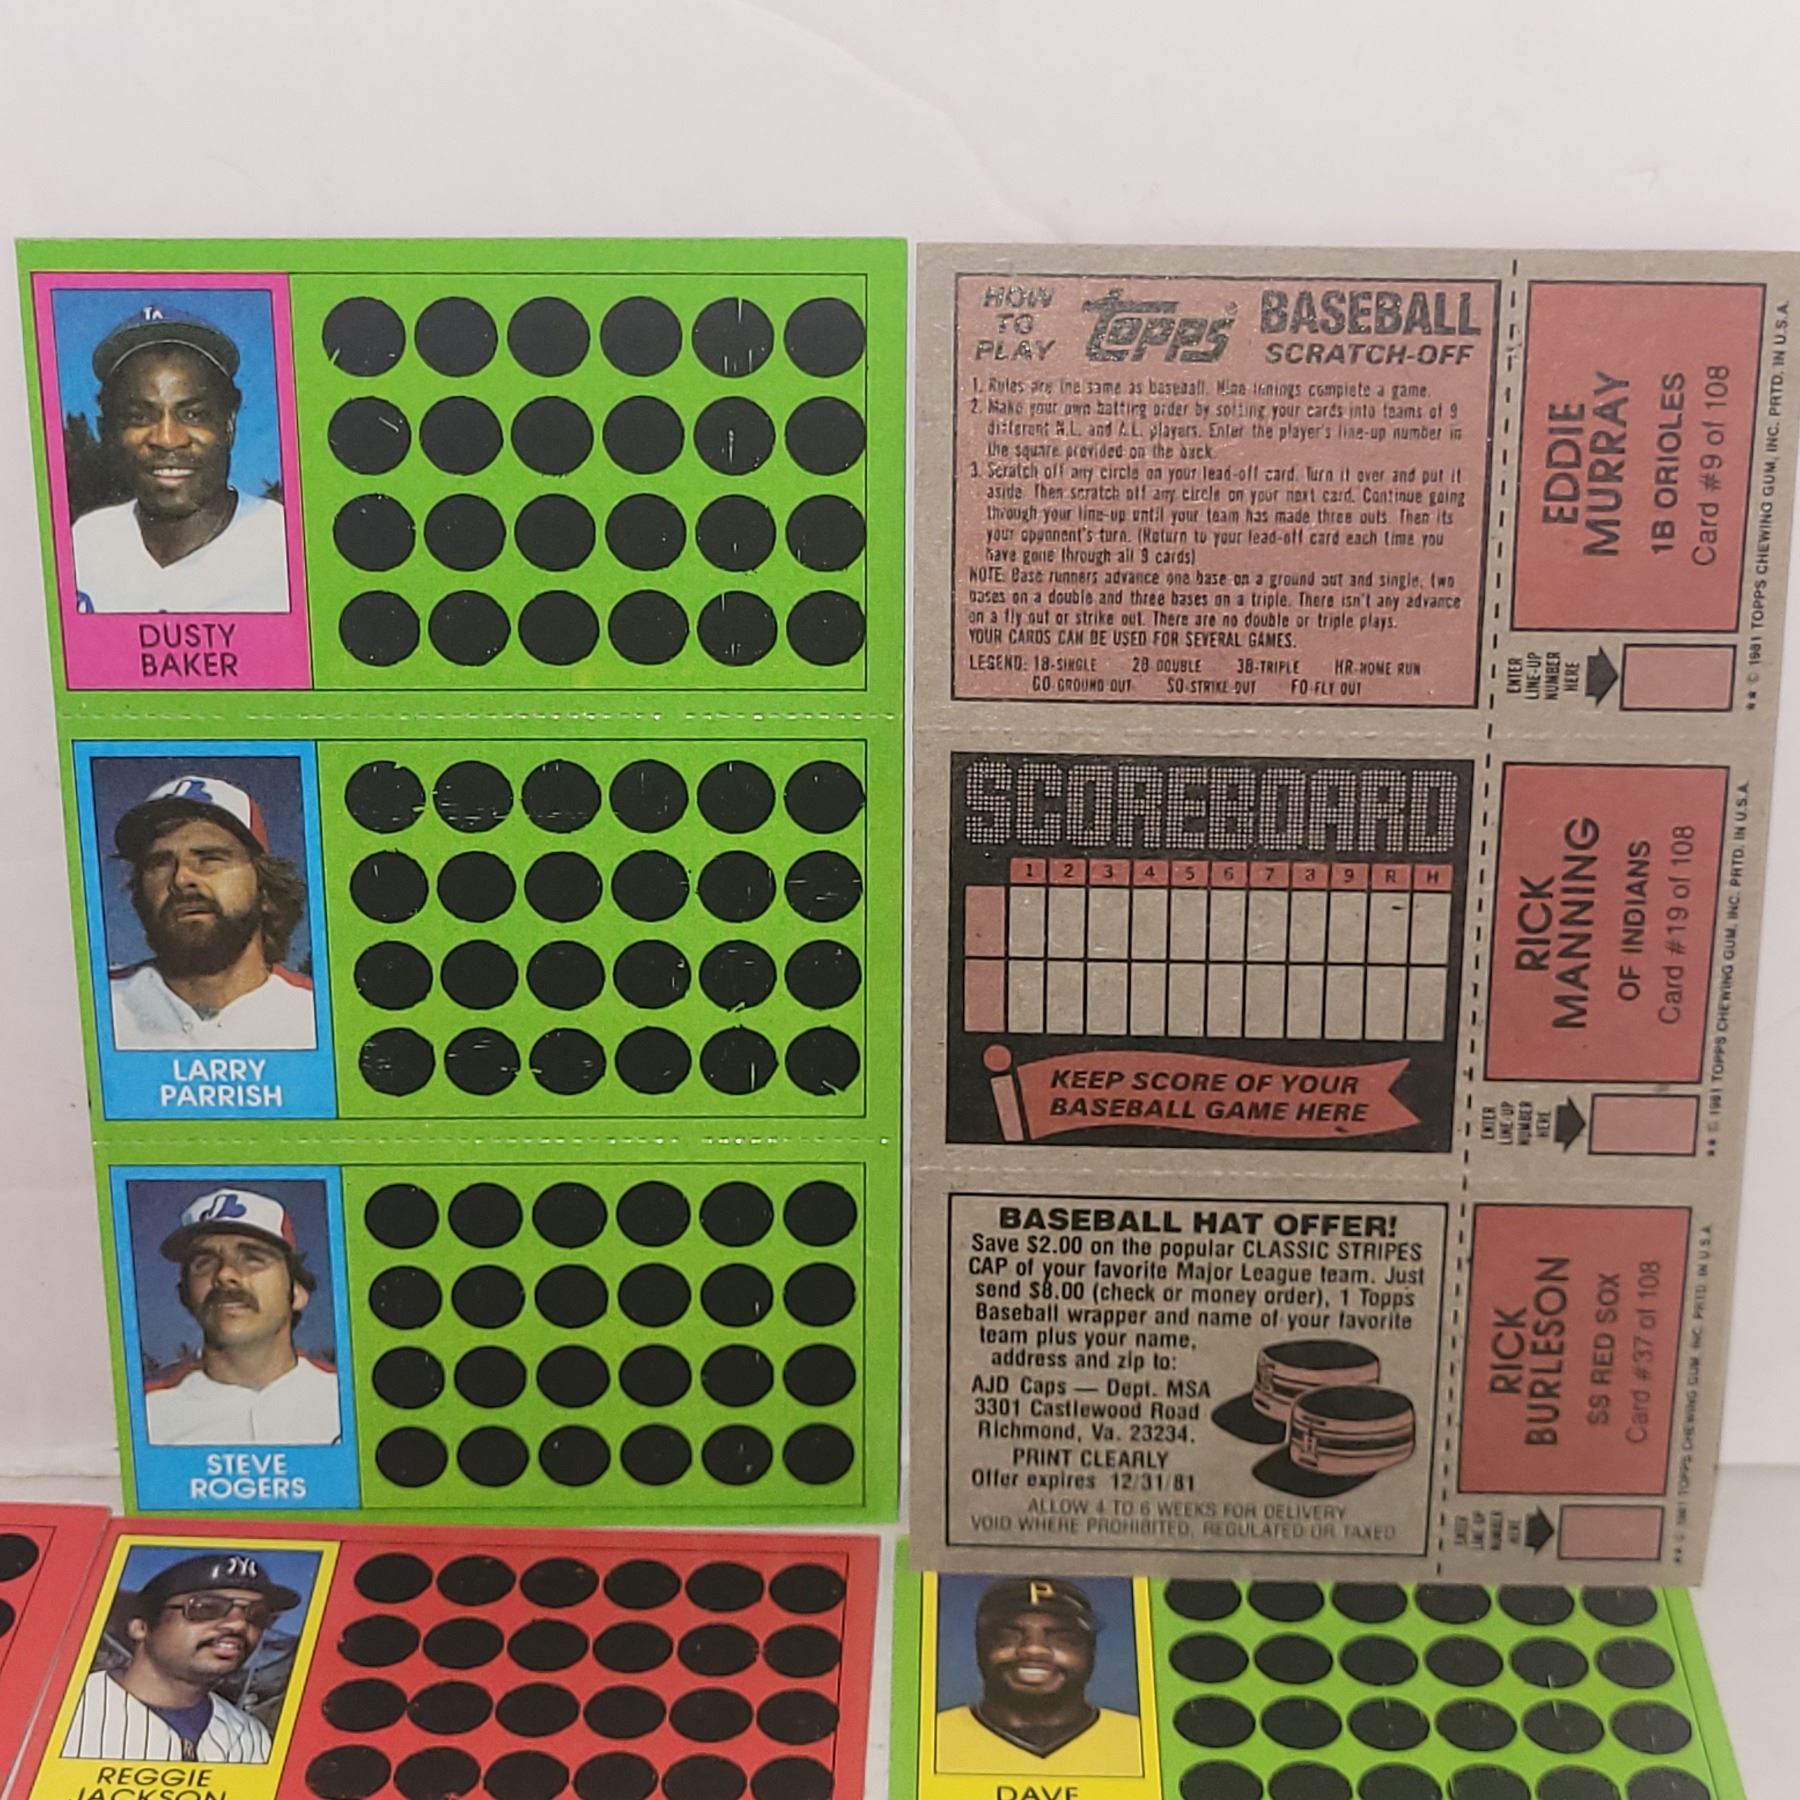 DUSTY
BAKER
LARRY
PARRISH
STEVE
ROGERS
HOW
TO
PLAY
Topps
BASEBALL
SCRATCH-OFF
1. Rules are the same as baseball. Nine innings complete a game.
2. Make your own batting order by sorting your cards into teams of 9
different N.L. and A.L. players. Enter the player's line-up number in
the square provided on the back.
3. Scratch off any circle on your lead-off card. Turn it over and put it
aside. Then scratch off any circle on your next card. Continue going
through your line-up until your team has made three outs. Then its
your opponent's turn. (Return to your lead-off card each time you
have gone through all 9 cards)
NOTE: Base runners advance one base on a ground out and single, two
bases on a double and three bases on a triple. There isn't any advance
on a fly out or strike out. There are no double or triple plays.
YOUR CARDS CAN BE USED FOR SEVERAL GAMES.
LEGEND: 1B-SINGLE 2B DOUBLE 3B-TRIPLE HR-HOME RUN
GO-GROUND OUT SO-STRIKE OUT FO-FLY OUT
EDDIE
MURRAY
1B ORIOLES
Card #9 of 108
ENTER
LINE-UP
NUMBER
HERE
★★ © 1981 TOPPS CHEWING GUM, INC. PRTD. IN U.S.A.
SCOREBOARD
1 2 3 4 5 6 7 8 9 R H
KEEP SCORE OF YOUR
BASEBALL GAME HERE
RICK
MANNING
OF INDIANS
Card #19 of 108
ENTER
LINE-UP
NUMBER
HERE
★★ © 1981 TOPPS CHEWING GUM, INC. PRTD. IN U.S.A.
BASEBALL HAT OFFER!
Save $2.00 on the popular CLASSIC STRIPES
CAP of your favorite Major League team. Just
send $8.00 (check or money order), 1 Topps
Baseball wrapper and name of your favorite
team plus your name,
address and zip to:
AJD Caps — Dept. MSA
3301 Castlewood Road
Richmond, Va. 23234.
PRINT CLEARLY
Offer expires 12/31/81
ALLOW 4 TO 6 WEEKS FOR DELIVERY
VOID WHERE PROHIBITED, REGULATED OR TAXED
RICK
BURLESON
SS RED SOX
Card #37 of 108
ENTER
LINE-UP
NUMBER
HERE
★★ © 1981 TOPPS CHEWING GUM, INC. PRTD. IN U.S.A.
REGGIE
JACKSON
DAVE